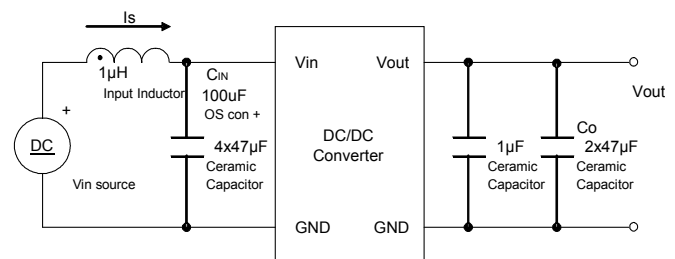 Is
1µH
Input Inductor
CIN
100uF
OS con +
4x47µF
Ceramic
Capacitor
+
DC
Vin source
Vin
Vout
DC/DC
Converter
GND
GND
1µF
Ceramic
Capacitor
Co
2x47µF
Ceramic
Capacitor
Vout